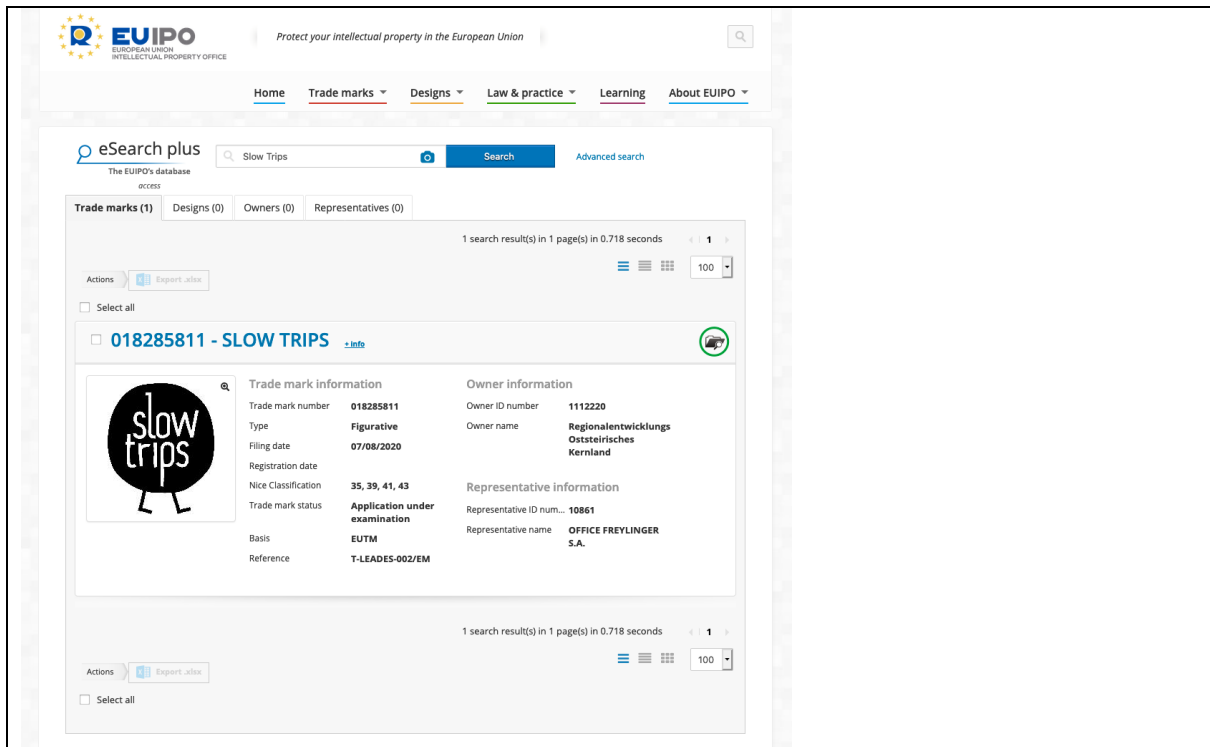 EUIPO
EUROPEAN UNION
INTELLECTUAL PROPERTY OFFICE
Protect your intellectual property in the European Union
Home Trade marks Designs Law & practice Learning About EUIPO
eSearch plus
The EUIPO's database
access
Slow Trips
Search
Advanced search
Trade marks (1) Designs (0) Owners (0) Representatives (0)
1 search result(s) in 1 page(s) in 0.718 seconds 1
100
Actions Export .xlsx
Select all
018285811 - SLOW TRIPS + info
slow
trips
Trade mark information
Trade mark number 018285811
Type Figurative
Filing date 07/08/2020
Registration date
Nice Classification 35, 39, 41, 43
Trade mark status Application under
examination
Basis EUTM
Reference T-LEADES-002/EM
Owner information
Owner ID number 1112220
Owner name Regionalentwicklungs
Oststeirisches
Kernland
Representative information
Representative ID num... 10861
Representative name OFFICE FREYLINGER
S.A.
1 search result(s) in 1 page(s) in 0.718 seconds 1
100
Actions Export .xlsx
Select all